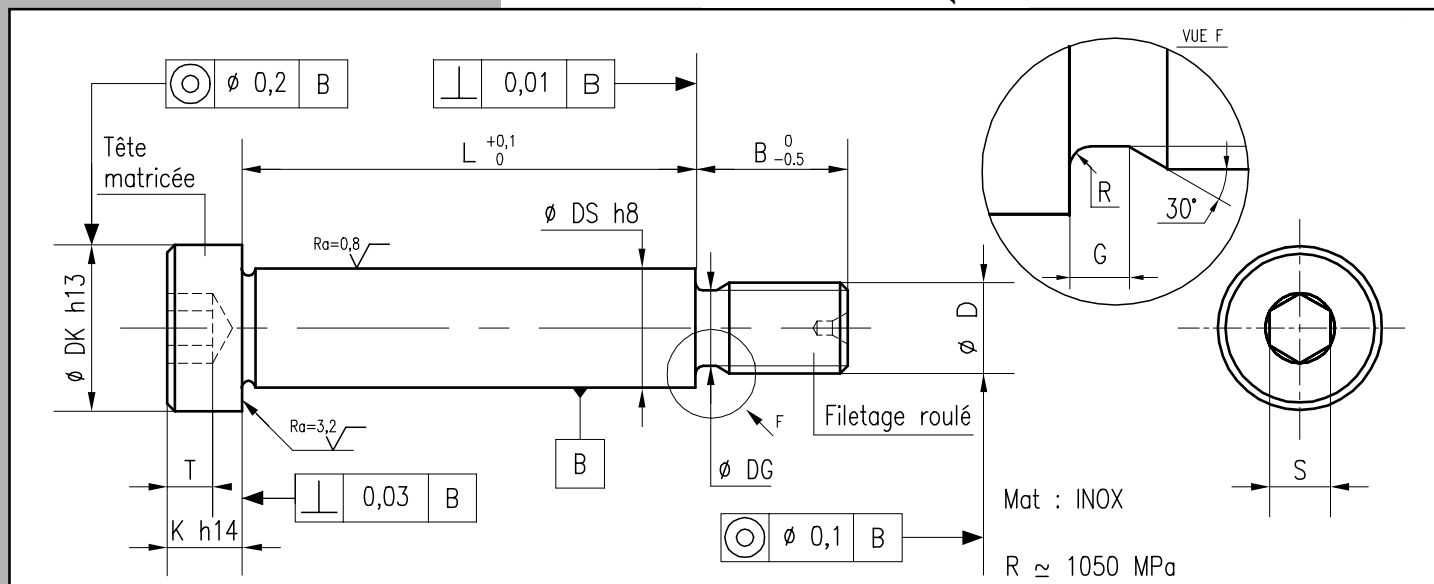 VUE F
ø 0,2 B
0,01 B
Tête
matricée
L +0,1 0
B 0 -0.5
R
30°
G
ø DS h8
Ra=0,8
ø DK h13
ø D
Ra=3,2
F
Filetage roulé
B
ø DG
T
0,03 B
K h14
S
Mat : INOX
ø 0,1 B
R ≃ 1050 MPa